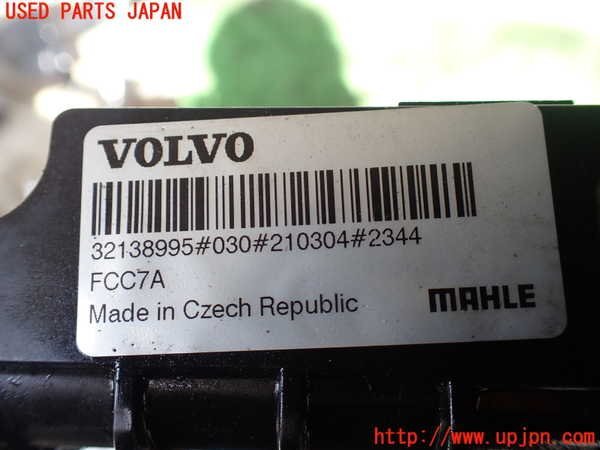 USED PARTS JAPAN
VOLVO
32138995#030#210304#2344
FCC7A
Made in Czech Republic
MAHLE
http://www.upjpn.com/